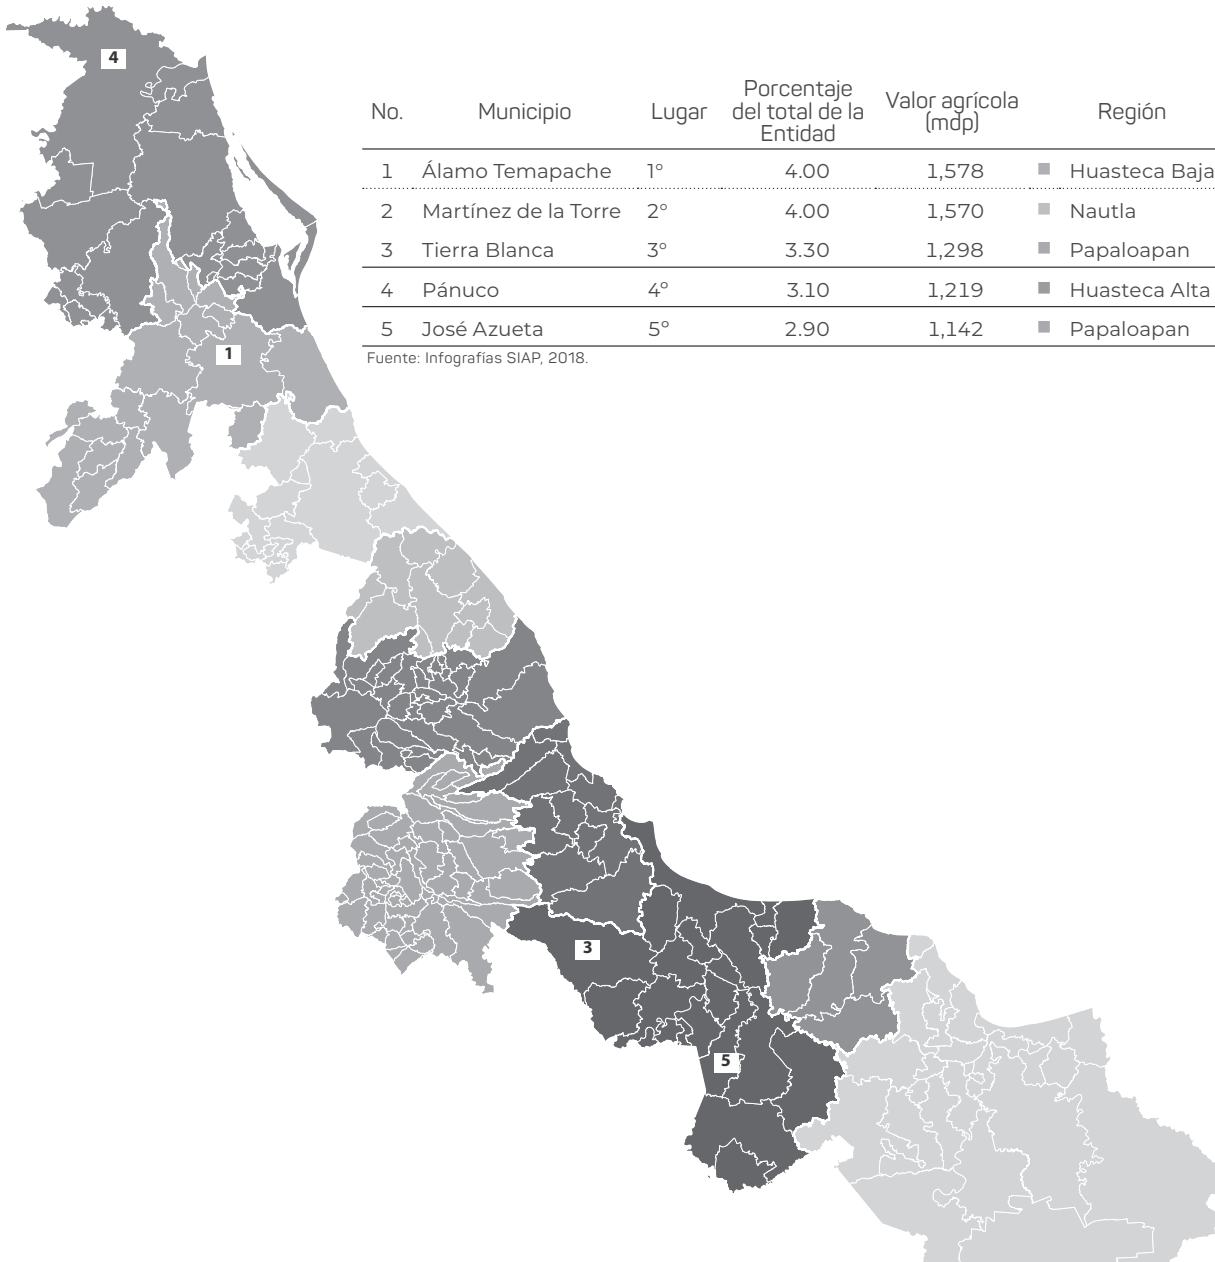 4
No. Municipio Lugar Porcentaje del total de la Entidad Valor agrícola (mdp) Región
1 Álamo Temapache 1° 4.00 1,578 Huasteca Baja
2 Martínez de la Torre 2° 4.00 1,570 Nautla
3 Tierra Blanca 3° 3.30 1,298 Papaloapan
4 Pánuco 4° 3.10 1,219 Huasteca Alta
5 José Azueta 5° 2.90 1,142 Papaloapan
Fuente: Infografías SIAP, 2018.
1
3
5